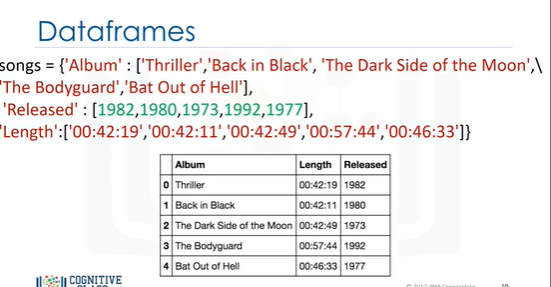 Dataframes
songs = {'Album' : ['Thriller','Back in Black', 'The Dark Side of the Moon',\
'The Bodyguard','Bat Out of Hell'],
'Released' : [1982,1980,1973,1992,1977],
'Length':['00:42:19','00:42:11','00:42:49','00:57:44','00:46:33']}
Album Length Released
0 Thriller 00:42:19 1982
1 Back in Black 00:42:11 1980
2 The Dark Side of the Moon 00:42:49 1973
3 The Bodyguard 00:57:44 1992
4 Bat Out of Hell 00:46:33 1977
COGNITIVE
© 2017 IBM Corporation